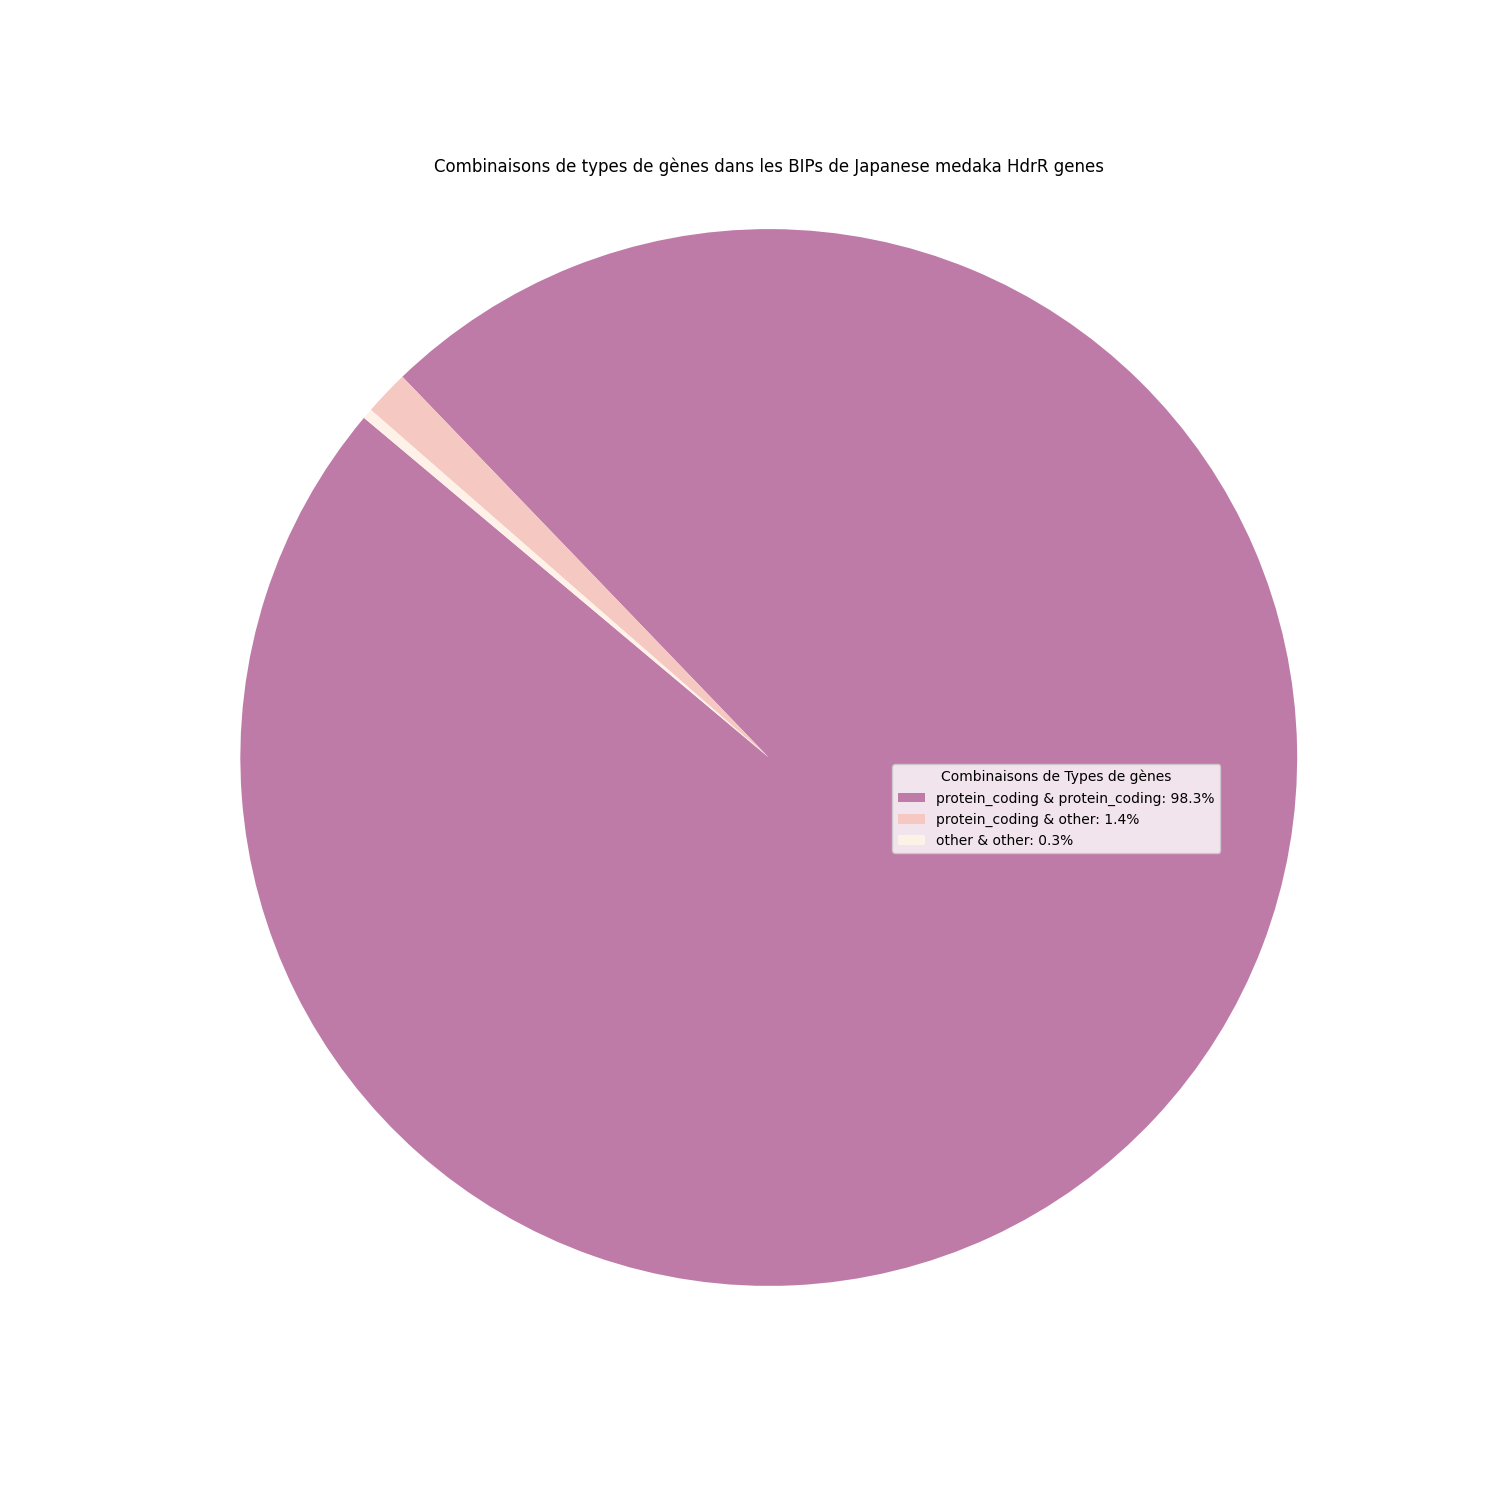 Combinaisons de types de gènes dans les BIPs de Japanese medaka HdrR genes
Combinaisons de Types de gènes
protein_coding & protein_coding: 98.3%
protein_coding & other: 1.4%
other & other: 0.3%